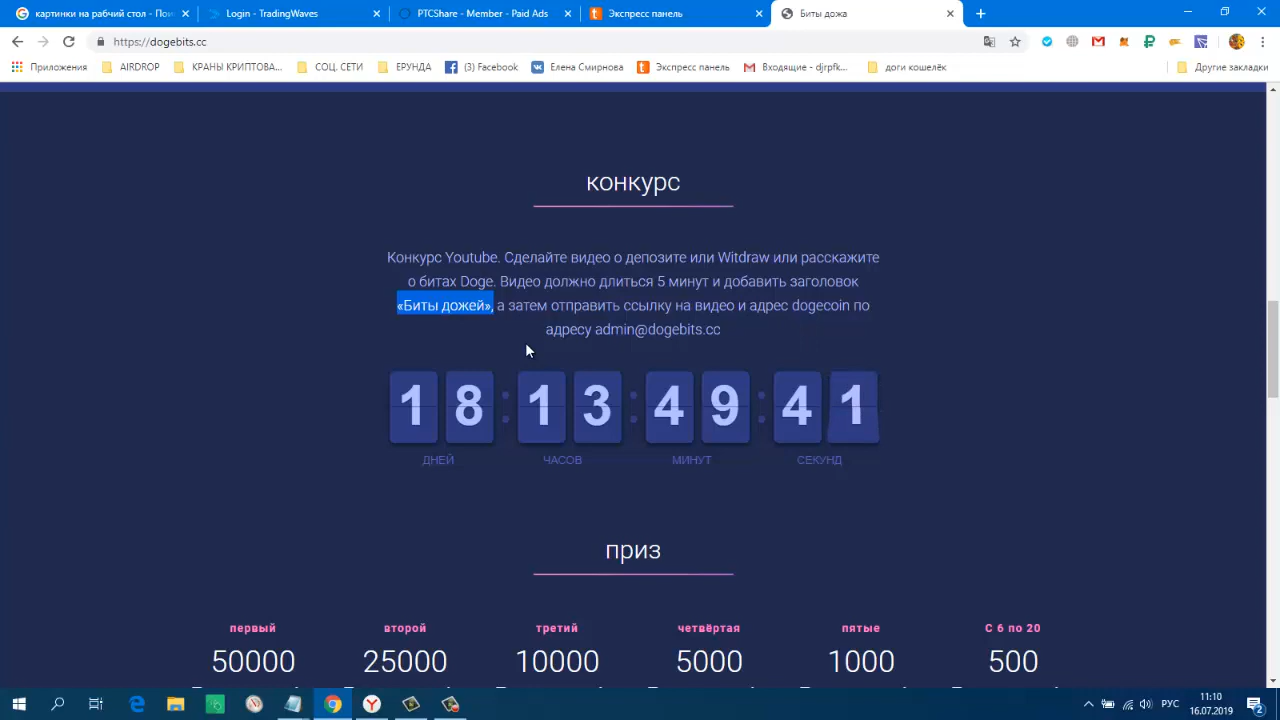 картинки на рабчий стол - Пои
Login - TradingWaves
PTCShare - Member - Paid Ads
Экспресс панель
Биты дожа
https://dogebits.cc
Приложения
AIRDROP
КРАНЫ КРИПТОВА...
СОЦ. СЕТИ
ЕРУНДА
(3) Facebook
Елена Смирнова
Экспресс панель
Входящие - djrpfk...
доги кошелёк
Другие закладки
конкурс
Конкурс Youtube. Сделайте видео о депозите или Witdraw или расскажите
о битах Doge. Видео должно длиться 5 минут и добавить заголовок
«Биты дожей», а затем отправить ссылку на видео и адрес dogecoin по
адресу admin@dogebits.cc
18 : 13 : 49 : 41
ДНЕЙ ЧАСОВ МИНУТ СЕКУНД
приз
первый второй третий четвёртая пятые С 6 по 20
50000 25000 10000 5000 1000 500
РУС
11:10
16.07.2019
2